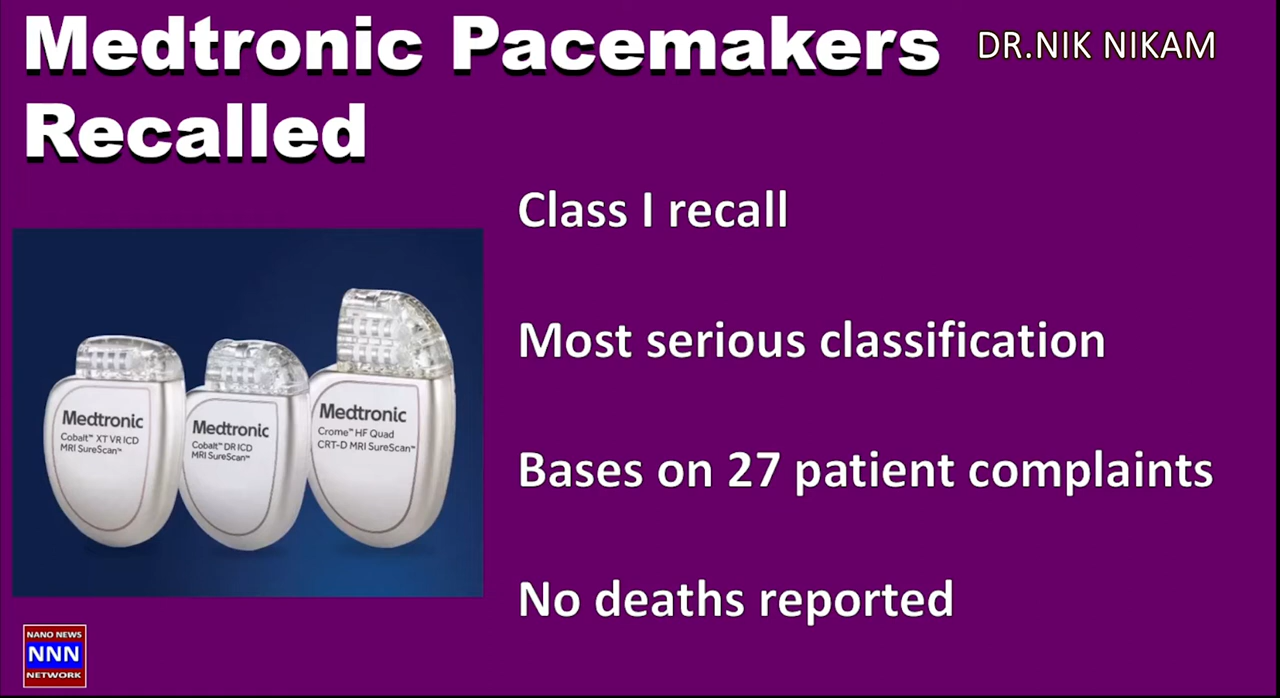 Medtronic Pacemakers
Recalled
DR.NIK NIKAM
Class I recall
Most serious classification
Bases on 27 patient complaints
No deaths reported
Medtronic
Cobalt™ XT VR ICD
MRI SureScan™
Medtronic
Cobalt™ DR ICD
MRI SureScan™
Medtronic
Crome™ HF Quad
CRT-D MRI SureScan™
NANO NEWS
NNN
NETWORK